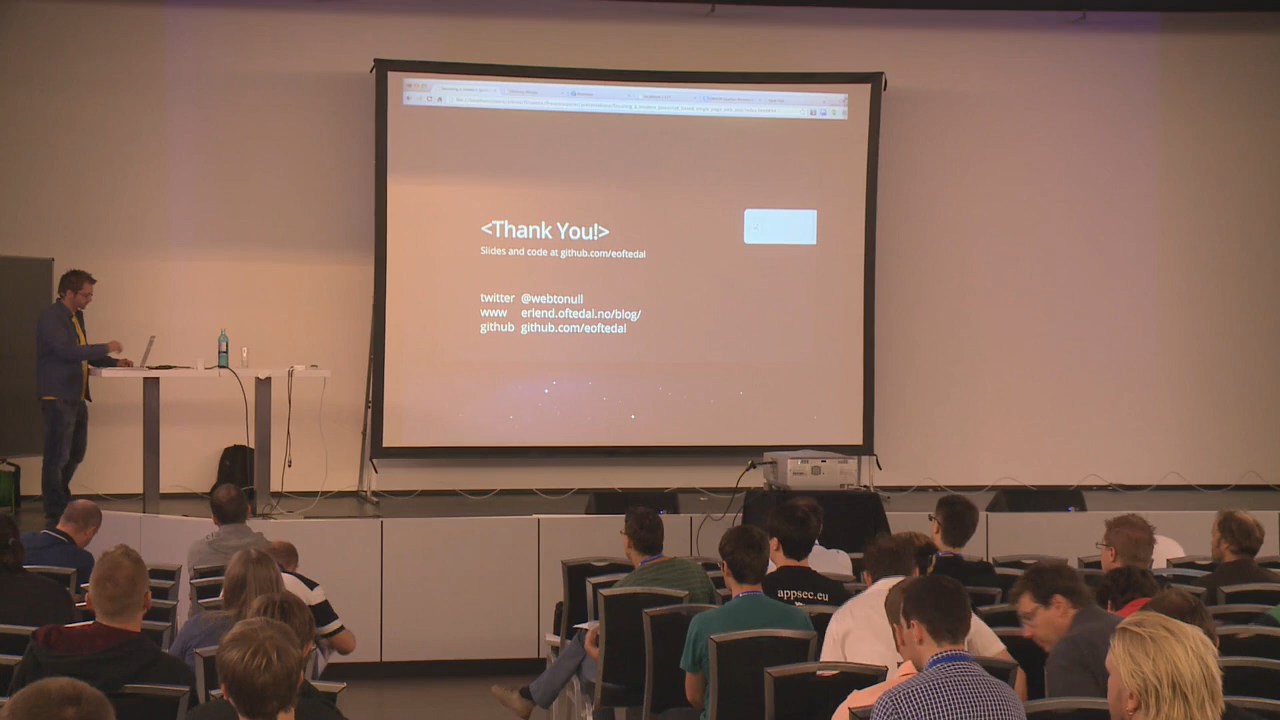 <Thank You!>
Slides and code at github.com/eoftedal
twitter @webtonull
www erlend.oftedal.no/blog/
github github.com/eoftedal
appsec.eu